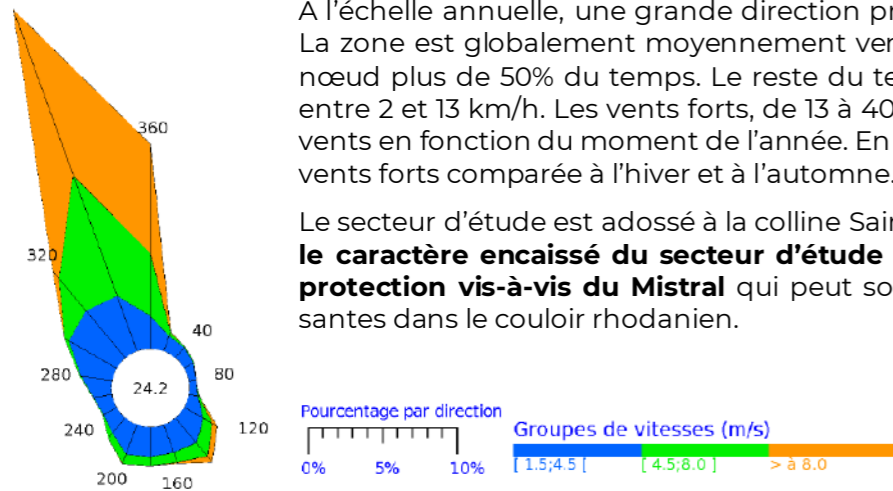 À l’échelle annuelle, une grande direction
La zone est globalement moyennement
nœud plus de 50% du temps. Le reste du
entre 2 et 13 km/h. Les vents forts, de 13 à 40
vents en fonction du moment de l’année. En
vents forts comparée à l’hiver et à l’automne.
Le secteur d’étude est adossé à la colline
le caractère encaissé du secteur d’étude
protection vis-à-vis du Mistral qui peut
santes dans le couloir rhodanien.
360
320
40
280
24.2
80
240
120
200
160
Pourcentage par direction
0% 5% 10%
Groupes de vitesses (m/s)
[ 1.5;4.5 [ [ 4.5;8.0 ] > à 8.0